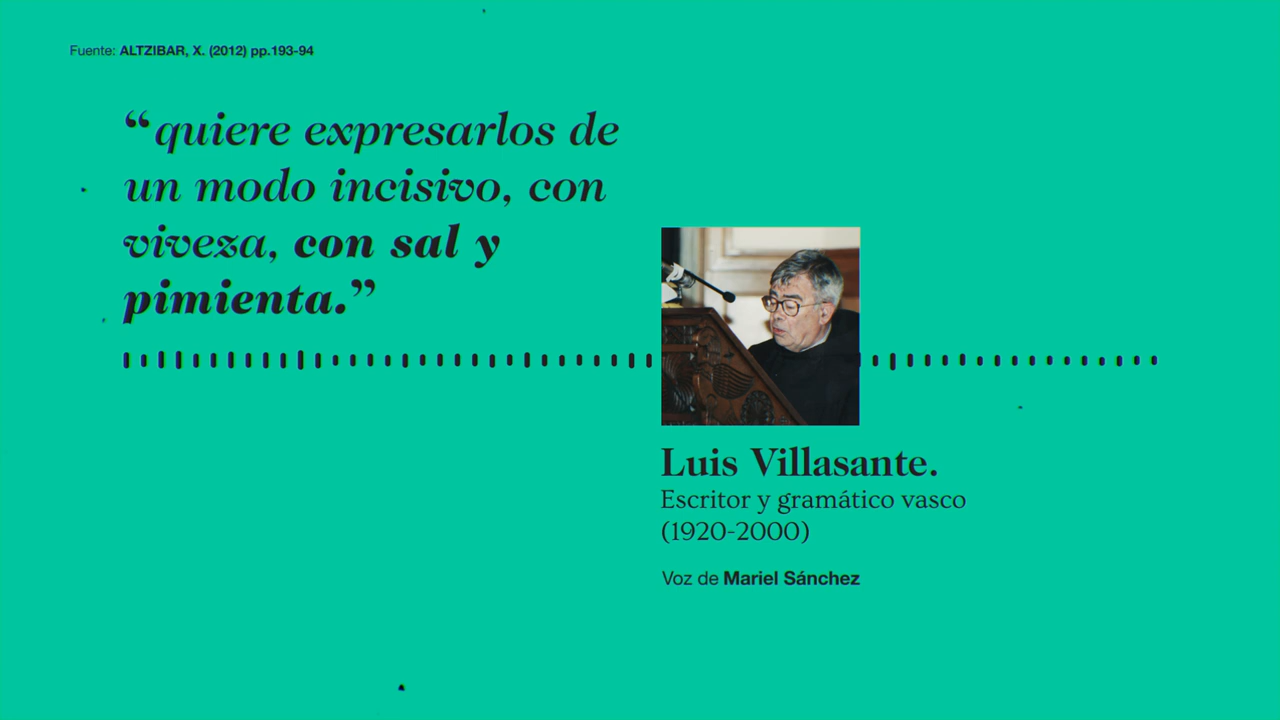 Fuente: ALTZIBAR, X. (2012) pp.193-94
“quiere expresarlos de
un modo incisivo, con
viveza, con sal y
pimienta.”
Luis Villasante.
Escritor y gramático vasco
(1920-2000)
Voz de Mariel Sánchez